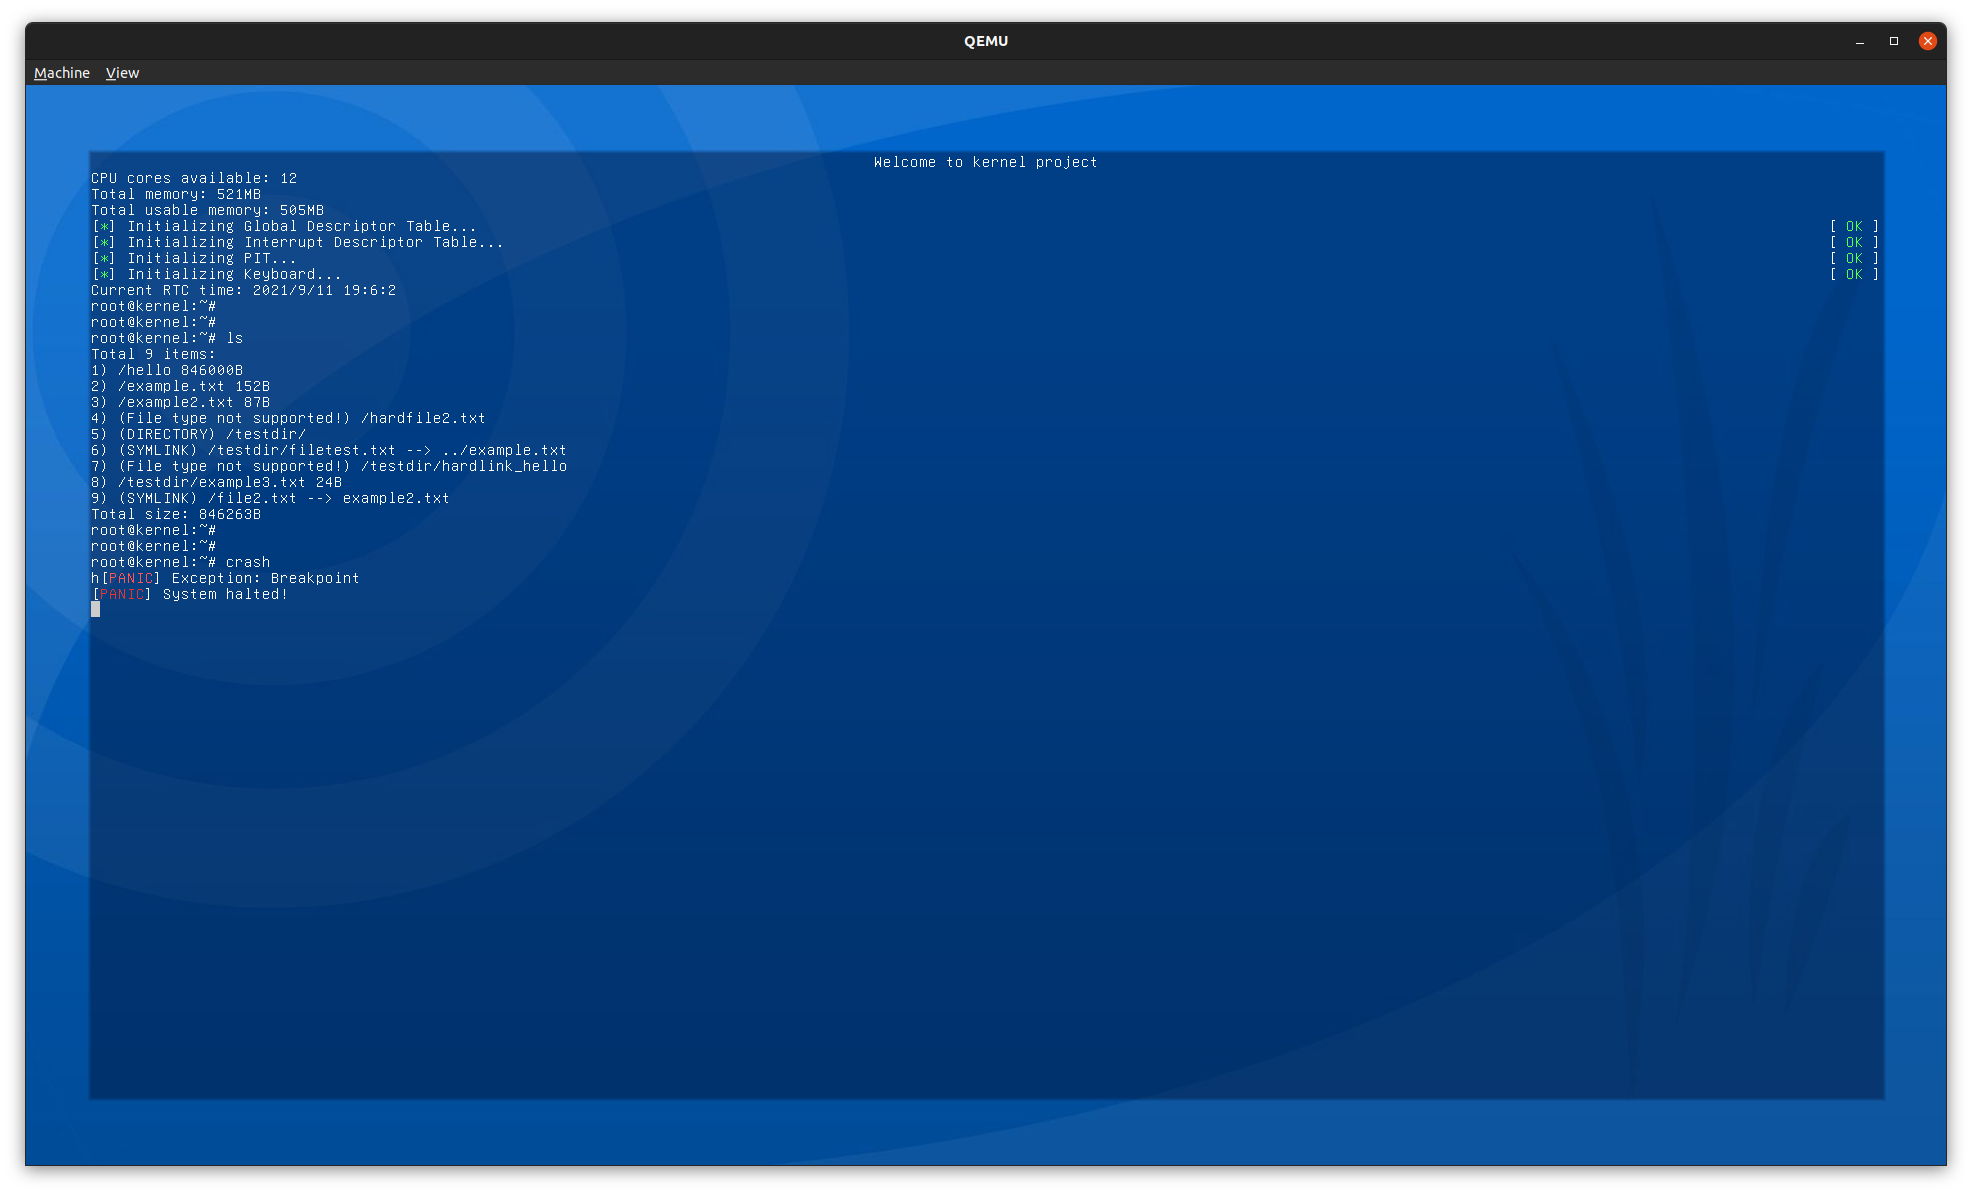 QEMU
Machine View
Welcome to kernel project
CPU cores available: 12
Total memory: 521MB
Total usable memory: 505MB
[*] Initializing Global Descriptor Table... [ OK ]
[*] Initializing Interrupt Descriptor Table... [ OK ]
[*] Initializing PIT... [ OK ]
[*] Initializing Keyboard... [ OK ]
Current RTC time: 2021/9/11 19:6:2
root@kernel:~#
root@kernel:~#
root@kernel:~# ls
Total 9 items:
1) /hello 846000B
2) /example.txt 152B
3) /example2.txt 87B
4) (File type not supported!) /hardfile2.txt
5) (DIRECTORY) /testdir/
6) (SYMLINK) /testdir/filetest.txt --> ../example.txt
7) (File type not supported!) /testdir/hardlink_hello
8) /testdir/example3.txt 24B
9) (SYMLINK) /file2.txt --> example2.txt
Total size: 846263B
root@kernel:~#
root@kernel:~#
root@kernel:~# crash
h[PANIC] Exception: Breakpoint
[PANIC] System halted!